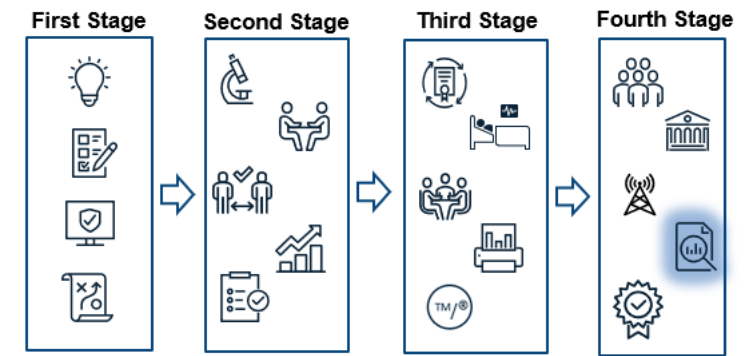 First Stage
Second Stage
Third Stage
Fourth Stage
TM/®